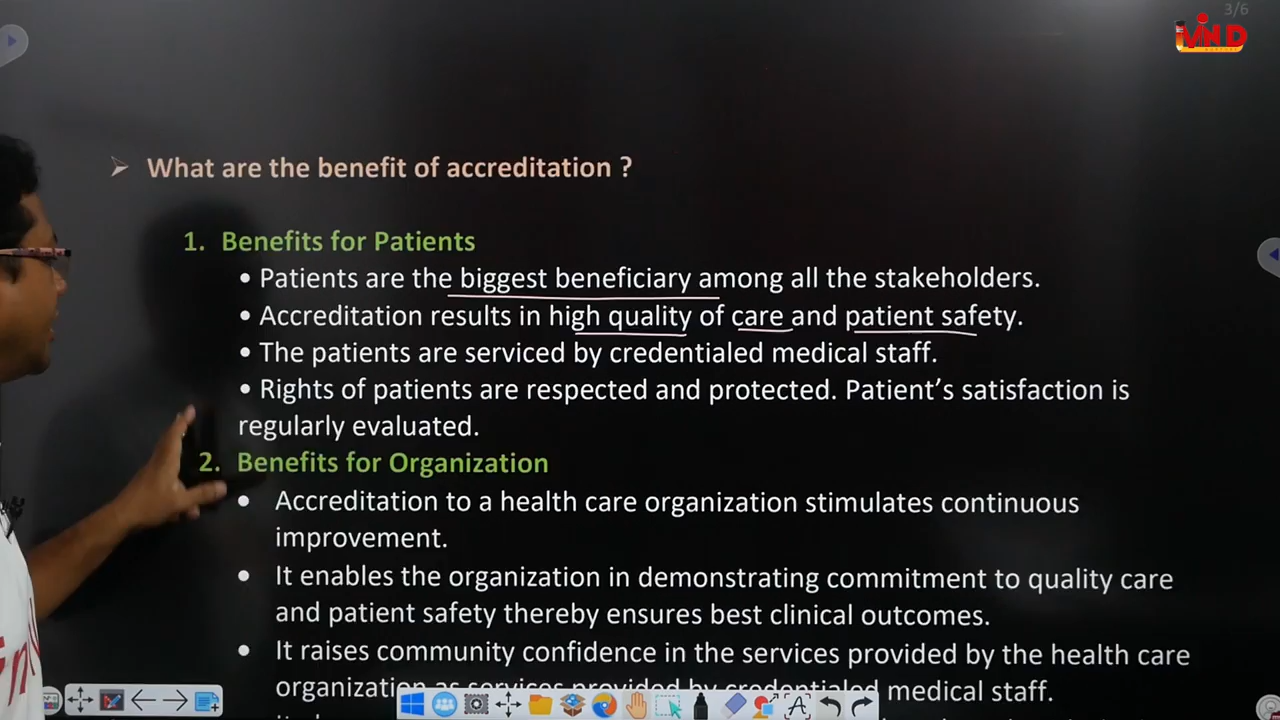 3/6
MIND
➢ What are the benefit of accreditation ?
1. Benefits for Patients
• Patients are the biggest beneficiary among all the stakeholders.
• Accreditation results in high quality of care and patient safety.
• The patients are serviced by credentialed medical staff.
• Rights of patients are respected and protected. Patient’s satisfaction is
regularly evaluated.
2. Benefits for Organization
• Accreditation to a health care organization stimulates continuous
improvement.
• It enables the organization in demonstrating commitment to quality care
and patient safety thereby ensures best clinical outcomes.
• It raises community confidence in the services provided by the health care
organization as services provided by credentialed medical staff.